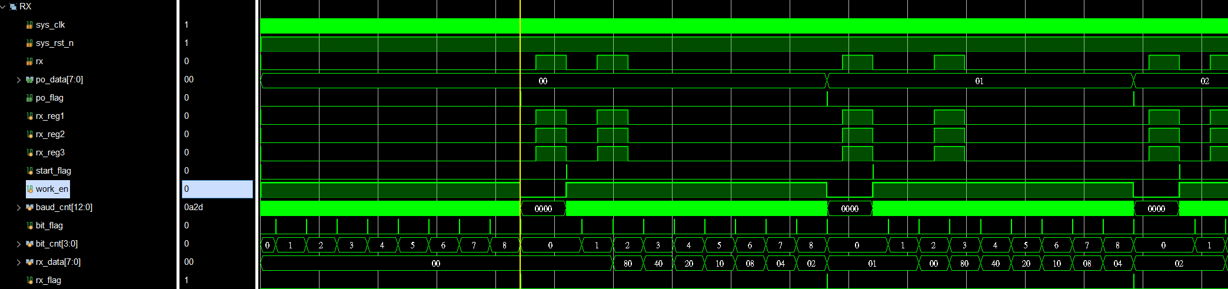 RX
sys_clk 1
sys_rst_n 1
rx 0
po_data[7:0] 00 00 01 02
po_flag 0
rx_reg1 0
rx_reg2 0
rx_reg3 0
start_flag 0
work_en 0
baud_cnt[12:0] 0a2d 0000 0000 0000
bit_flag 0
bit_cnt[3:0] 0 0 1 2 3 4 5 6 7 8 0 1 2 3 4 5 6 7 8 0 1 2 3 4 5 6 7 8 0 1
rx_data[7:0] 00 00 80 40 20 10 08 04 02 01 00 80 40 20 10 08 04 02
rx_flag 1